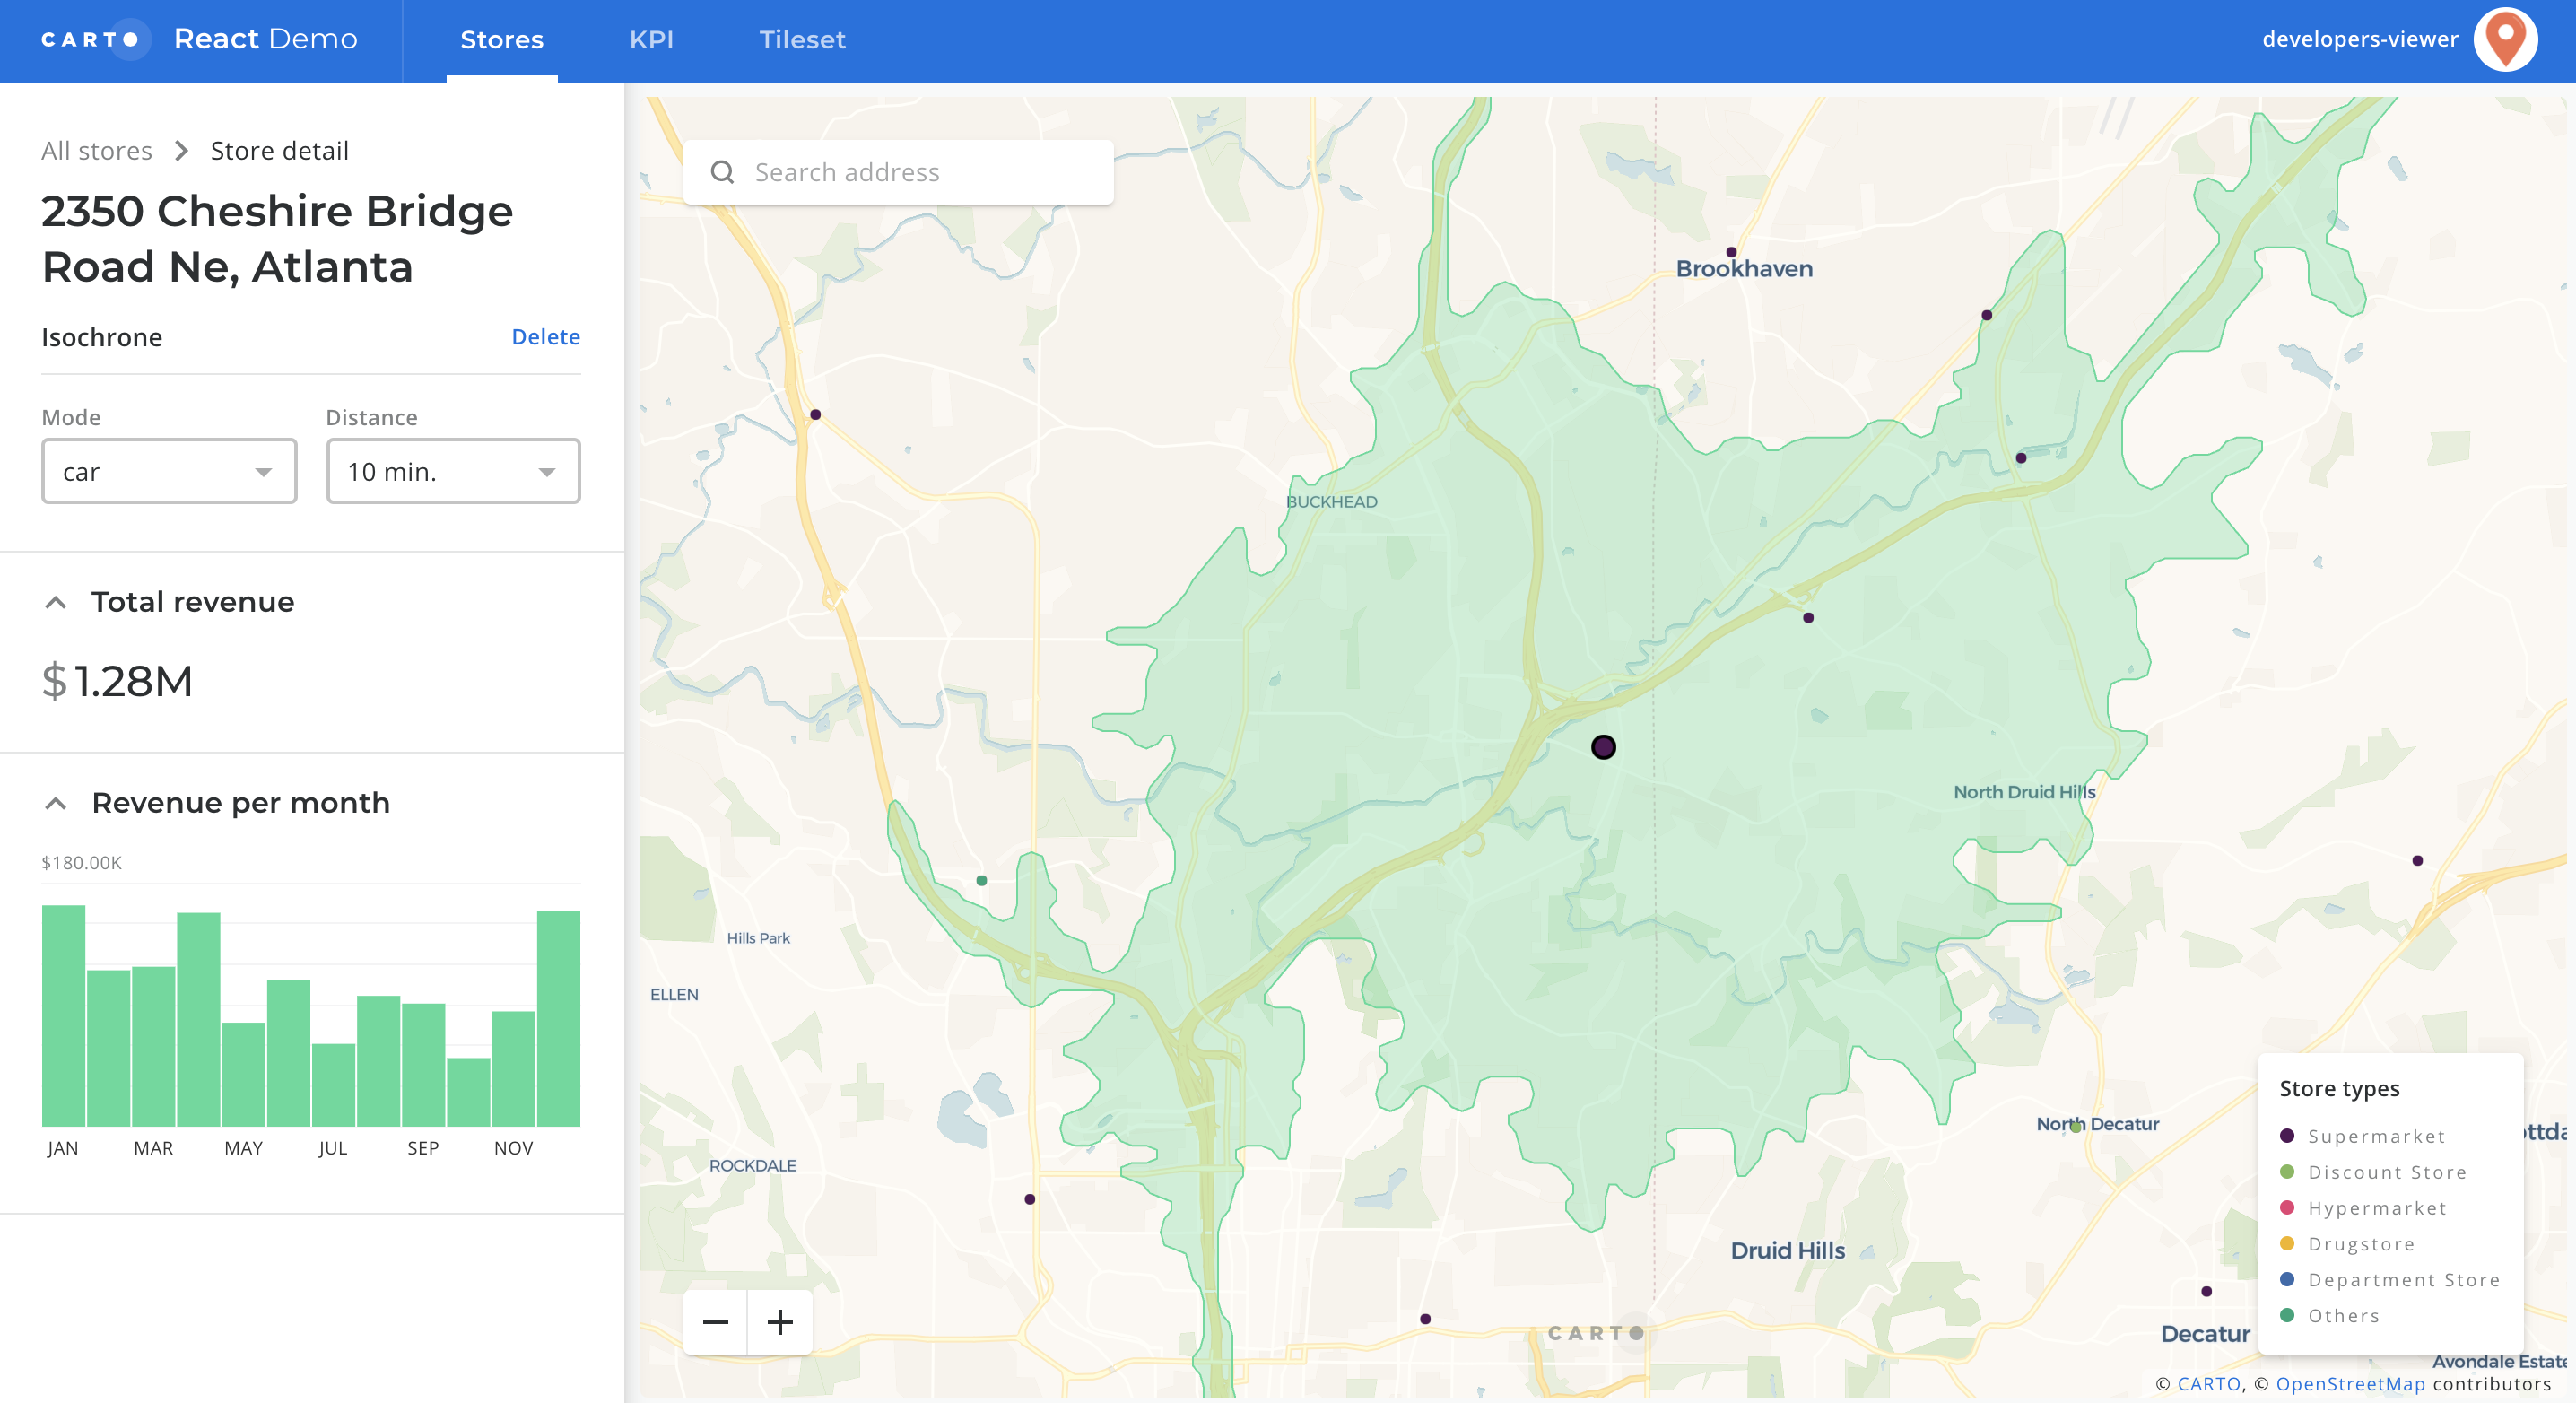 CARTO React Demo
Stores
KPI
Tileset
developers-viewer
All stores
Store detail
2350 Cheshire Bridge
Road Ne, Atlanta
Isochrone
Delete
Mode
Distance
car
10 min.
Total revenue
$ 1.28M
Revenue per month
$180.00K
JAN
MAR
MAY
JUL
SEP
NOV
Search address
Brookhaven
BUCKHEAD
North Druid Hills
Hills Park
ELLEN
ROCKDALE
North Decatur
Druid Hills
Decatur
Avondale Estate
Store types
Supermarket
Discount Store
Hypermarket
Drugstore
Department Store
Others
CARTO
© CARTO, © OpenStreetMap contributors